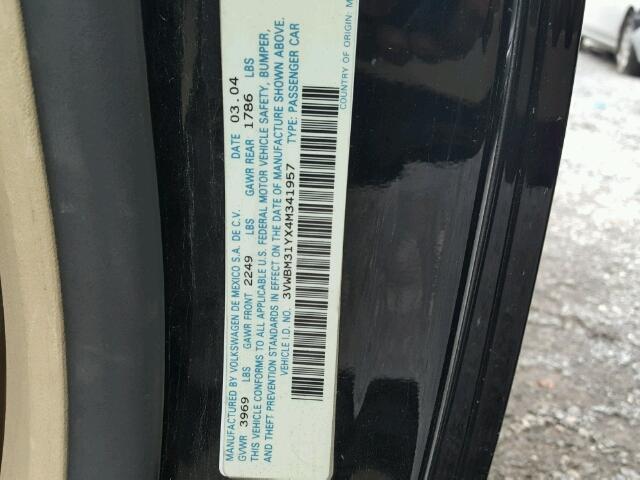 MANUFACTURED BY VOLKSWAGEN DE MEXICO S.A. DE C.V. DATE 03.04
GVWR 3969 LBS GAWR FRONT 2249 LBS GAWR REAR 1786 LBS
THIS VEHICLE CONFORMS TO ALL APPLICABLE U.S. FEDERAL MOTOR VEHICLE SAFETY, BUMPER,
AND THEFT PREVENTION STANDARDS IN EFFECT ON THE DATE OF MANUFACTURE SHOWN ABOVE.
VEHICLE I.D. NO. 3VWBM31YX4M341957 TYPE: PASSENGER CAR
COUNTRY OF ORIGIN: M